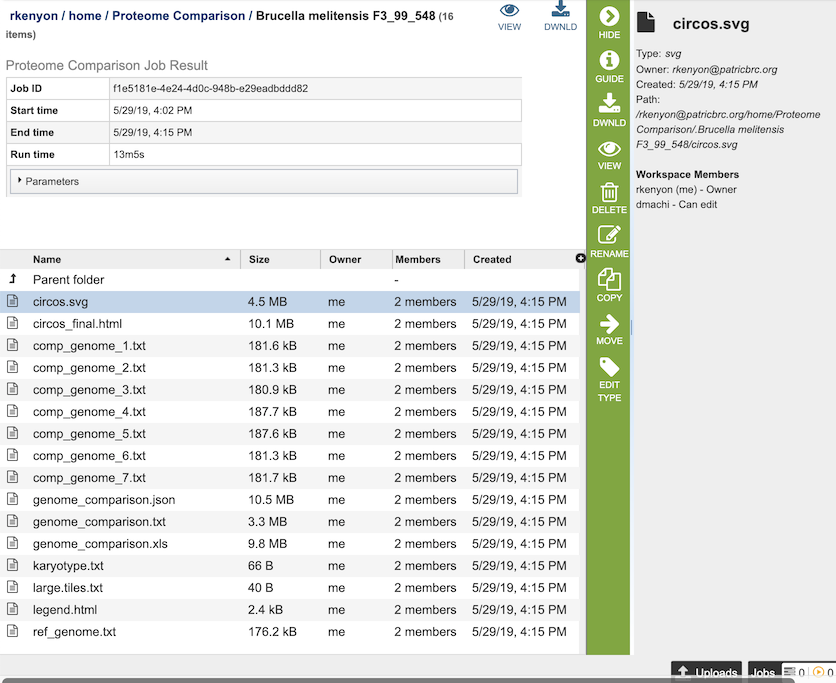 rkenyon / home / Proteome Comparison / Brucella melitensis F3_99_548 (16
items)
VIEW
DWNLD
Proteome Comparison Job Result
Job ID f1e5181e-4e24-4d0c-948b-e29eadbddd82
Start time 5/29/19, 4:02 PM
End time 5/29/19, 4:15 PM
Run time 13m5s
Parameters
Name Size Owner Members Created
Parent folder -
circos.svg 4.5 MB me 2 members 5/29/19, 4:15 PM
circos_final.html 10.1 MB me 2 members 5/29/19, 4:15 PM
comp_genome_1.txt 181.6 kB me 2 members 5/29/19, 4:15 PM
comp_genome_2.txt 181.3 kB me 2 members 5/29/19, 4:15 PM
comp_genome_3.txt 180.9 kB me 2 members 5/29/19, 4:15 PM
comp_genome_4.txt 187.7 kB me 2 members 5/29/19, 4:15 PM
comp_genome_5.txt 187.6 kB me 2 members 5/29/19, 4:15 PM
comp_genome_6.txt 181.3 kB me 2 members 5/29/19, 4:15 PM
comp_genome_7.txt 181.7 kB me 2 members 5/29/19, 4:15 PM
genome_comparison.json 10.5 MB me 2 members 5/29/19, 4:15 PM
genome_comparison.txt 3.3 MB me 2 members 5/29/19, 4:15 PM
genome_comparison.xls 9.8 MB me 2 members 5/29/19, 4:15 PM
karyotype.txt 66 B me 2 members 5/29/19, 4:15 PM
large.tiles.txt 40 B me 2 members 5/29/19, 4:15 PM
legend.html 2.4 kB me 2 members 5/29/19, 4:15 PM
ref_genome.txt 176.2 kB me 2 members 5/29/19, 4:15 PM
HIDE
GUIDE
DWNLD
VIEW
DELETE
RENAME
COPY
MOVE
EDIT
TYPE
circos.svg
Type: svg
Owner: rkenyon@patricbrc.org
Created: 5/29/19, 4:15 PM
Path:
/rkenyon@patricbrc.org/home/Proteome
Comparison/.Brucella melitensis
F3_99_548/circos.svg
Workspace Members
rkenyon (me) - Owner
dmachi - Can edit
Uploads
Jobs 0 0